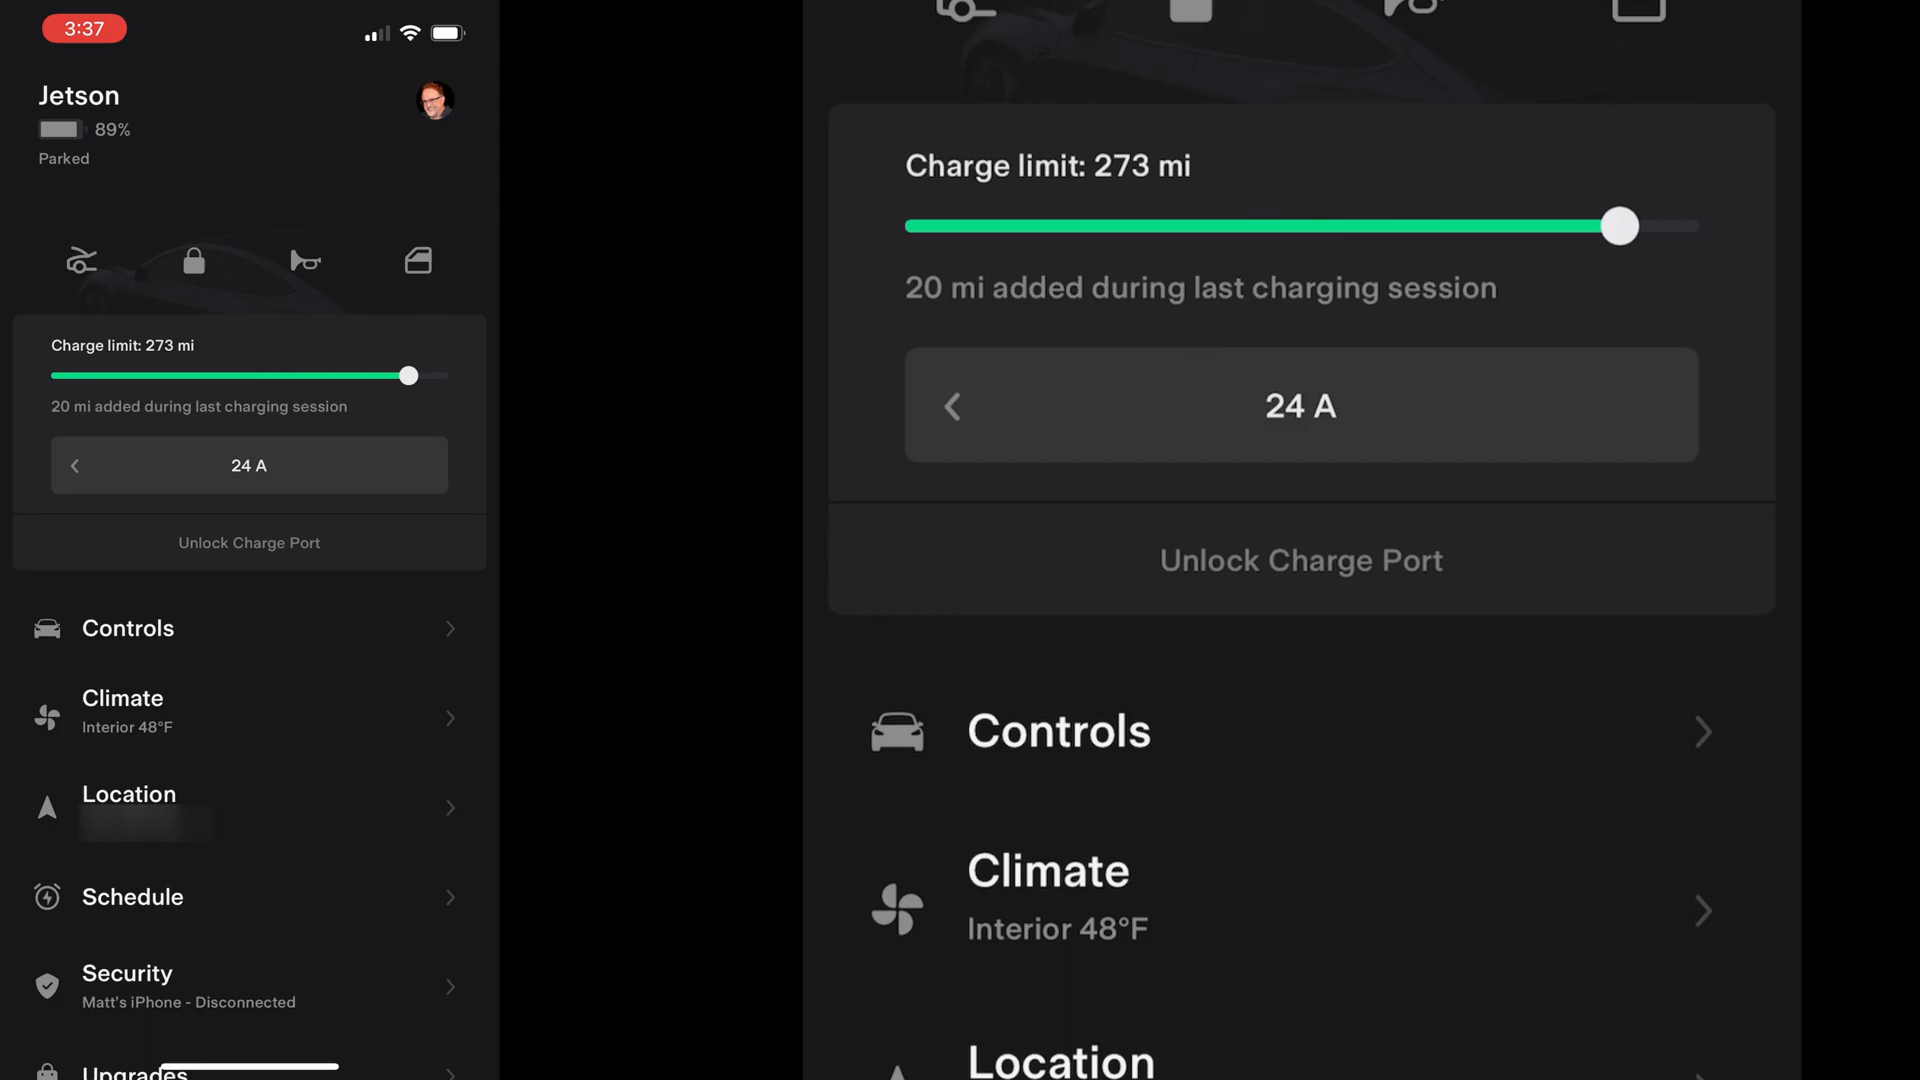 3:37
Jetson
89%
Parked
Charge limit: 273 mi
20 mi added during last charging session
24 A
Unlock Charge Port
Controls
Climate
Interior 48°F
Location
Schedule
Security
Matt's iPhone - Disconnected
Upgrades
Charge limit: 273 mi
20 mi added during last charging session
24 A
Unlock Charge Port
Controls
Climate
Interior 48°F
Location